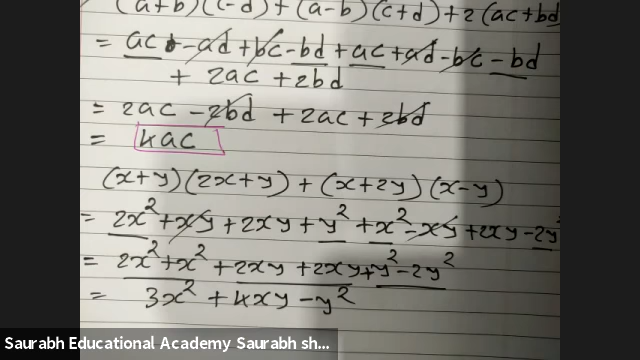 (a+b)(c-d)+(a-b)(c+d)+2(ac+bd)
= ac - ad + bc - bd + ac + ad - bc - bd
+ 2ac + 2bd
= 2ac - 2bd + 2ac + 2bd
= 4ac
(x+y)(2x+y) + (x+2y)(x-y)
= 2x² + xy + 2xy + y² + x² - xy + 2xy - 2y²
= 2x² + x² + 2xy + 2xy + y² - 2y²
= 3x² + 4xy - y²
Saurabh Educational Academy Saurabh sh...